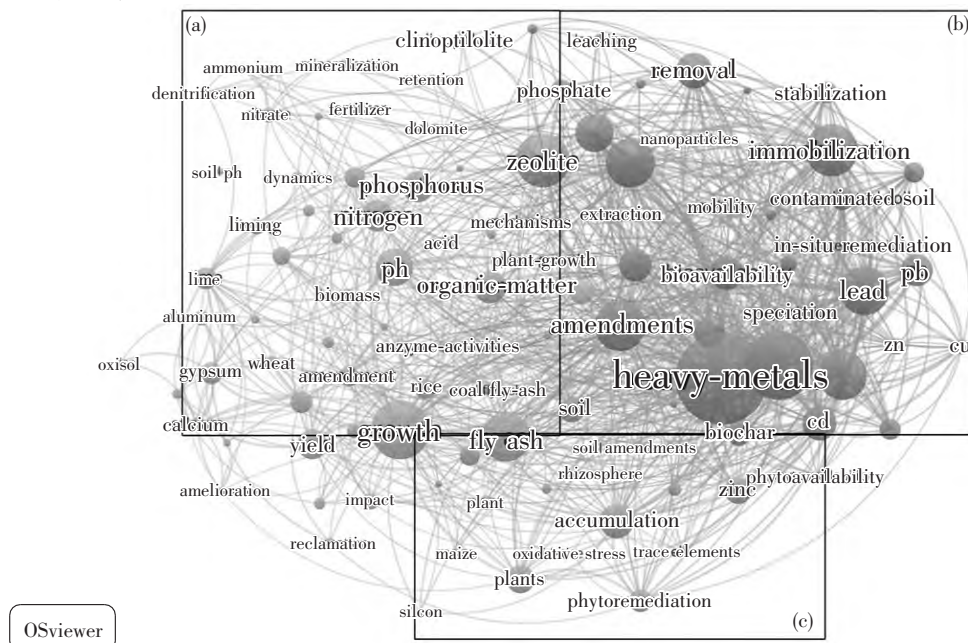 (a)
(b)
clinoptilolite
leaching
ammonium
mineralization
retention
removal
denitrification
phosphate
stabilization
nitrate
fertilizer
dolomite
nanoparticles
immobilization
zeolite
soil ph
dynamics
phosphorus
contaminated soil
nitrogen
mechanisms
extraction
mobility
liming
acid
in-situ remediation
plant-growth
ph
bioavailability
pb
lime
organic-matter
lead
biomass
speciation
aluminum
amendments
anzyme-activities
zn
cu
oxisol
gypsum
wheat
amendment
rice
coal fly-ash
heavy-metals
soil
calcium
growth
fly ash
biochar
cd
yield
soil amendments
rhizosphere
phytoavailability
amelioration
impact
plant
zinc
accumulation
reclamation
maize
oxidative stress
trace elements
plants
phytoremediation
silcon
(c)
OSviewer